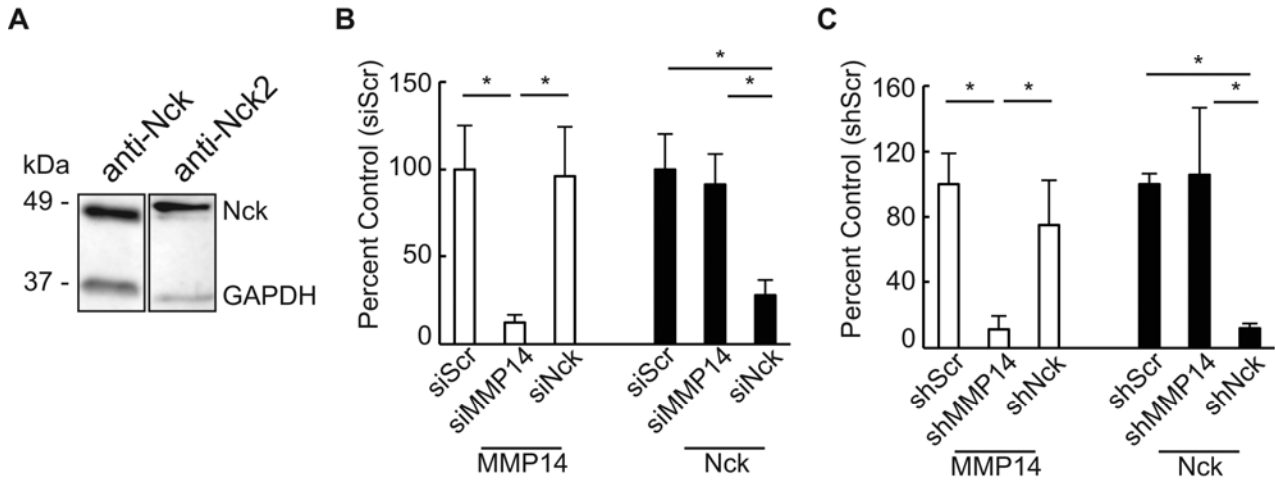 A
anti-Nck
anti-Nck2
kDa
49 -
Nck
37 -
GAPDH
B
Percent Control (siScr)
150
100
50
0
*
*
*
*
siScr
siMMP14
siNck
siScr
siMMP14
siNck
MMP14
Nck
C
Percent Control (shScr)
160
120
80
40
0
*
*
*
*
shScr
shMMP14
shNck
shScr
shMMP14
shNck
MMP14
Nck